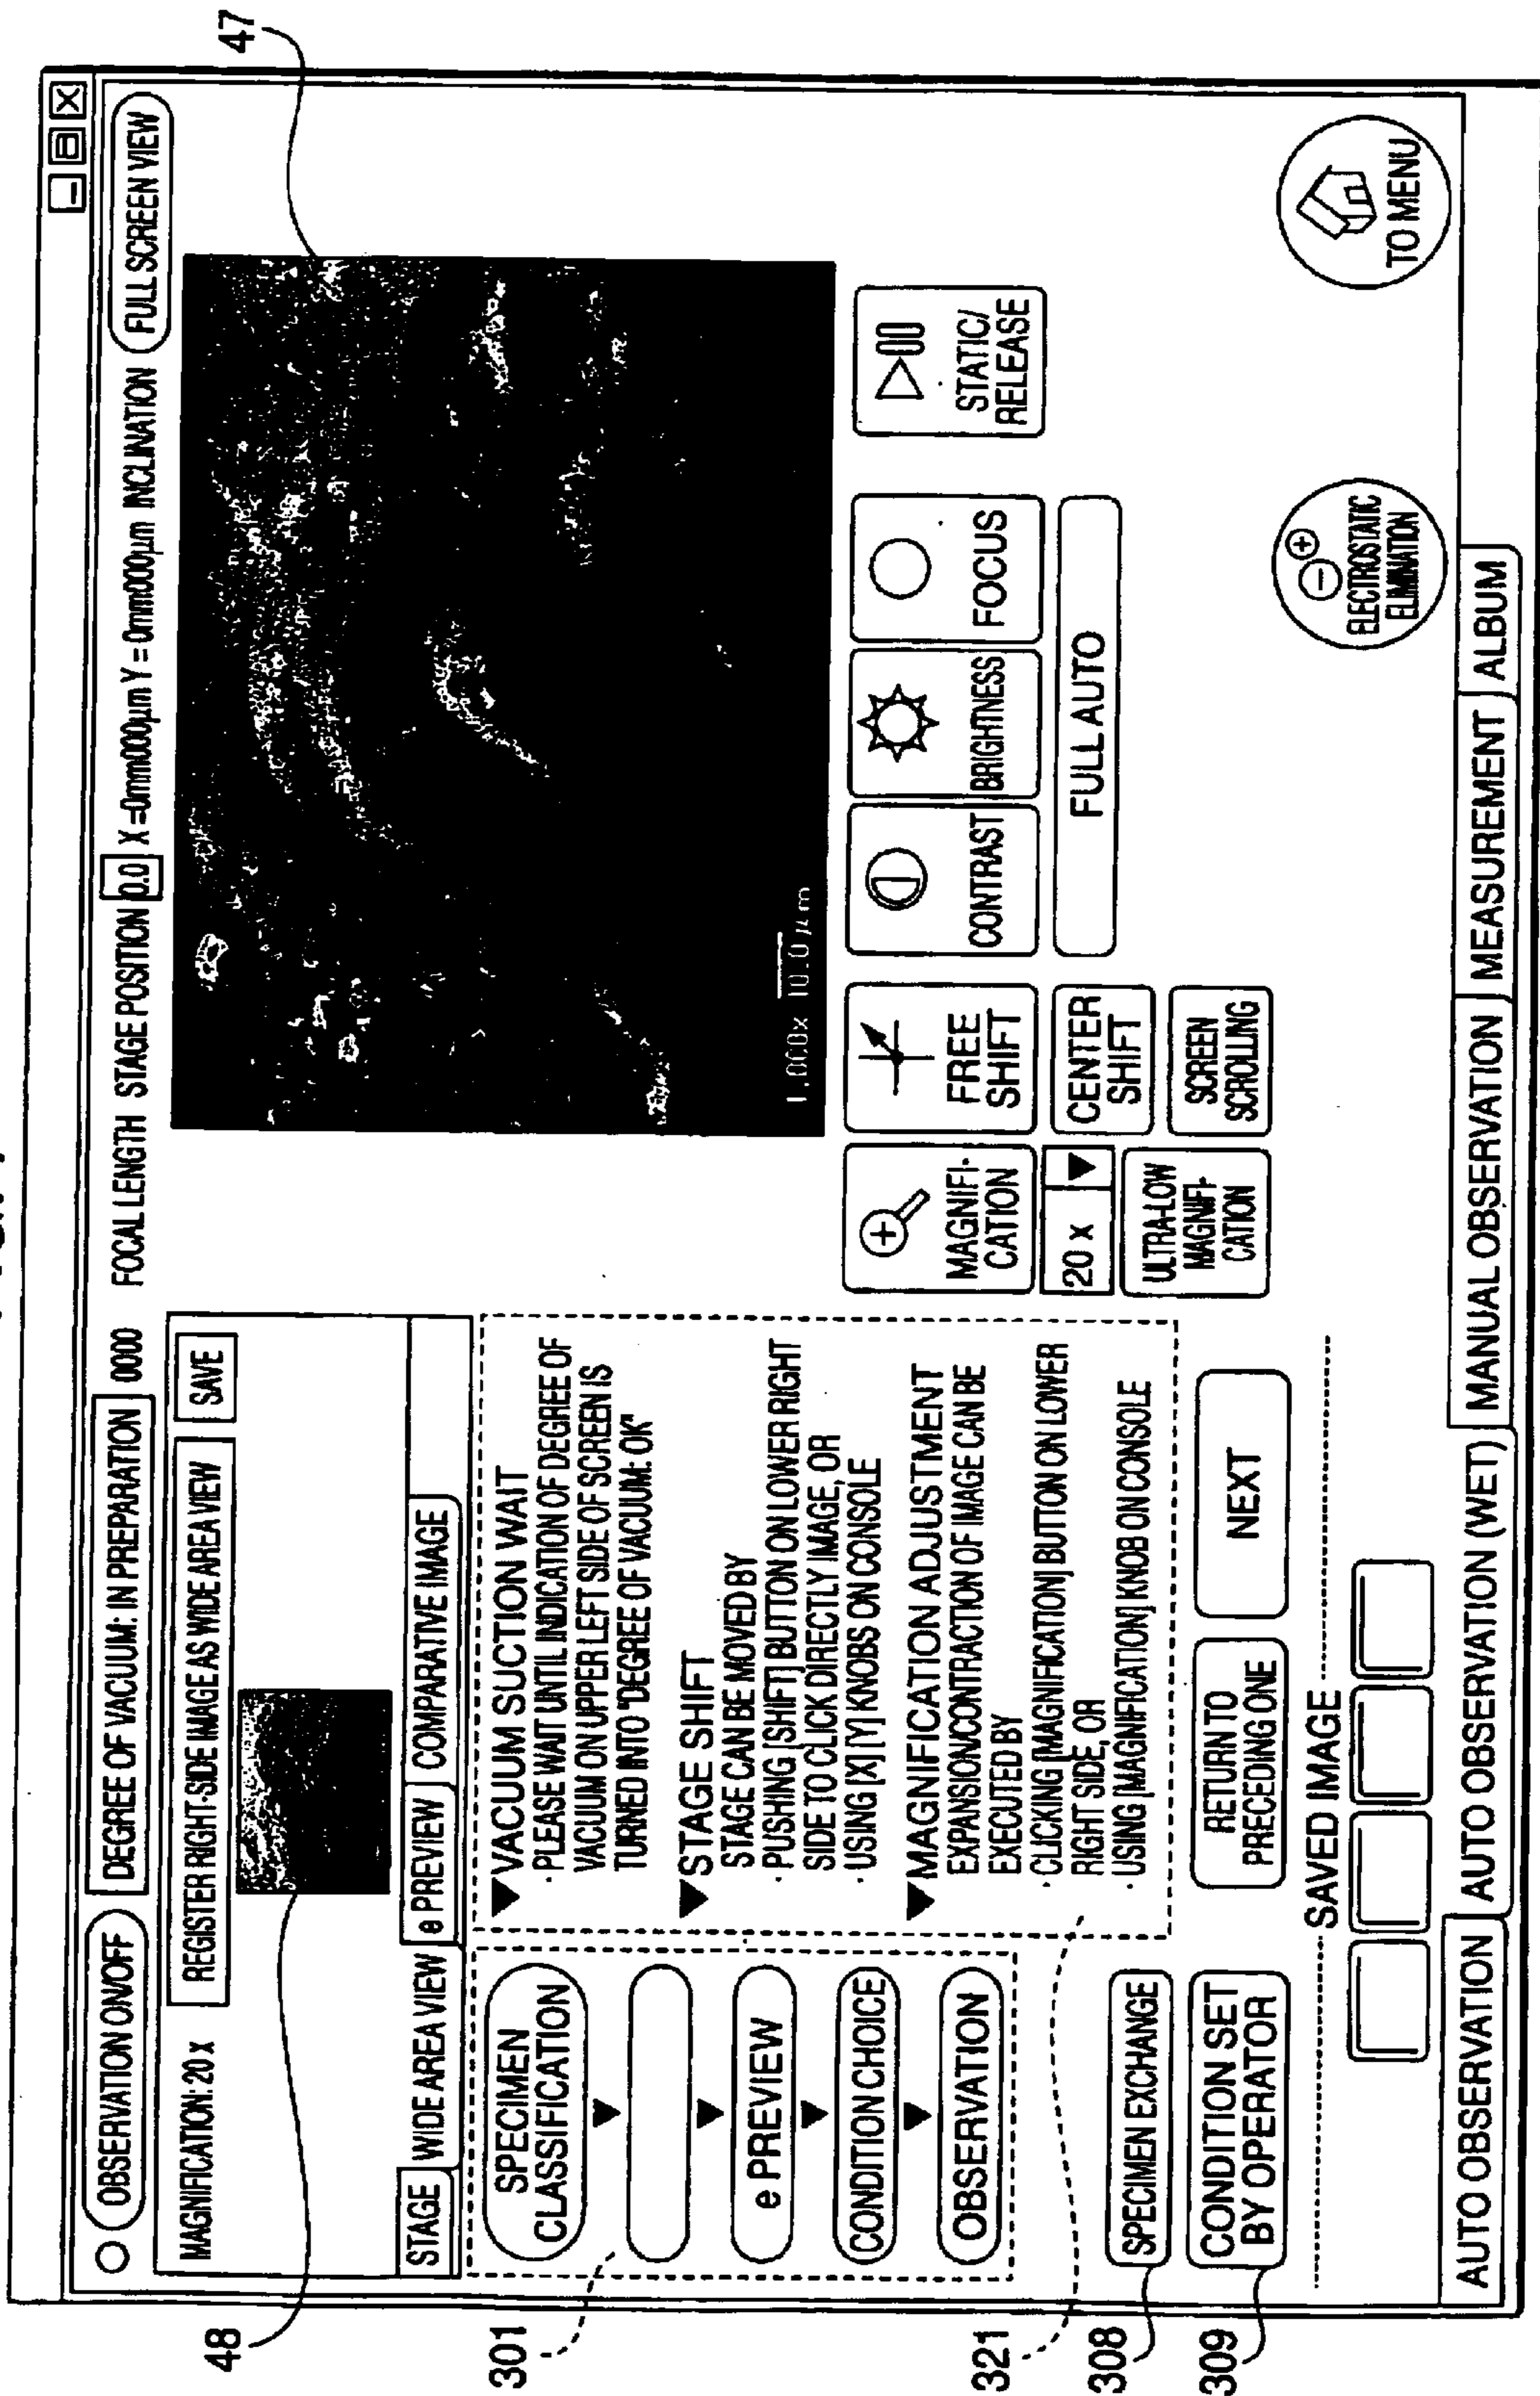 47
48
301
321
308
309
OBSERVATION ON/OFF
DEGREE OF VACUUM: IN PREPARATION
0000
FOCAL LENGTH
STAGE POSITION
0.0
X=0mm000μm Y=0mm000μm INCLINATION
FULL SCREEN VIEW
MAGNIFICATION: 20 x
REGISTER RIGHT-SIDE IMAGE AS WIDE AREA VIEW
SAVE
STAGE
WIDE AREA VIEW
e PREVIEW
COMPARATIVE IMAGE
SPECIMEN
CLASSIFICATION
e PREVIEW
CONDITION CHOICE
OBSERVATION
▼VACUUM SUCTION WAIT
· PLEASE WAIT UNTIL INDICATION OF DEGREE OF
VACUUM ON UPPER LEFT SIDE OF SCREEN IS
TURNED INTO "DEGREE OF VACUUM: OK"
▼STAGE SHIFT
STAGE CAN BE MOVED BY
· PUSHING [SHIFT] BUTTON ON LOWER RIGHT
SIDE TO CLICK DIRECTLY IMAGE, OR
· USING [X] [Y] KNOBS ON CONSOLE
▼MAGNIFICATION ADJUSTMENT
EXPANSION/CONTRACTION OF IMAGE CAN BE
EXECUTED BY
· CLICKING [MAGNIFICATION] BUTTON ON LOWER
RIGHT SIDE, OR
· USING [MAGNIFICATION] KNOB ON CONSOLE
SPECIMEN EXCHANGE
CONDITION SET
BY OPERATOR
RETURN TO
PRECEDING ONE
NEXT
SAVED IMAGE
1.000x 10.0μm
MAGNIFI-
CATION
20 x
ULTRA-LOW
MAGNIFI-
CATION
FREE
SHIFT
CENTER
SHIFT
SCREEN
SCROLLING
CONTRAST
BRIGHTNESS
FOCUS
FULL AUTO
STATIC/
RELEASE
ELECTROSTATIC
ELIMINATION
TO MENU
AUTO OBSERVATION
AUTO OBSERVATION (WET)
MANUAL OBSERVATION
MEASUREMENT
ALBUM